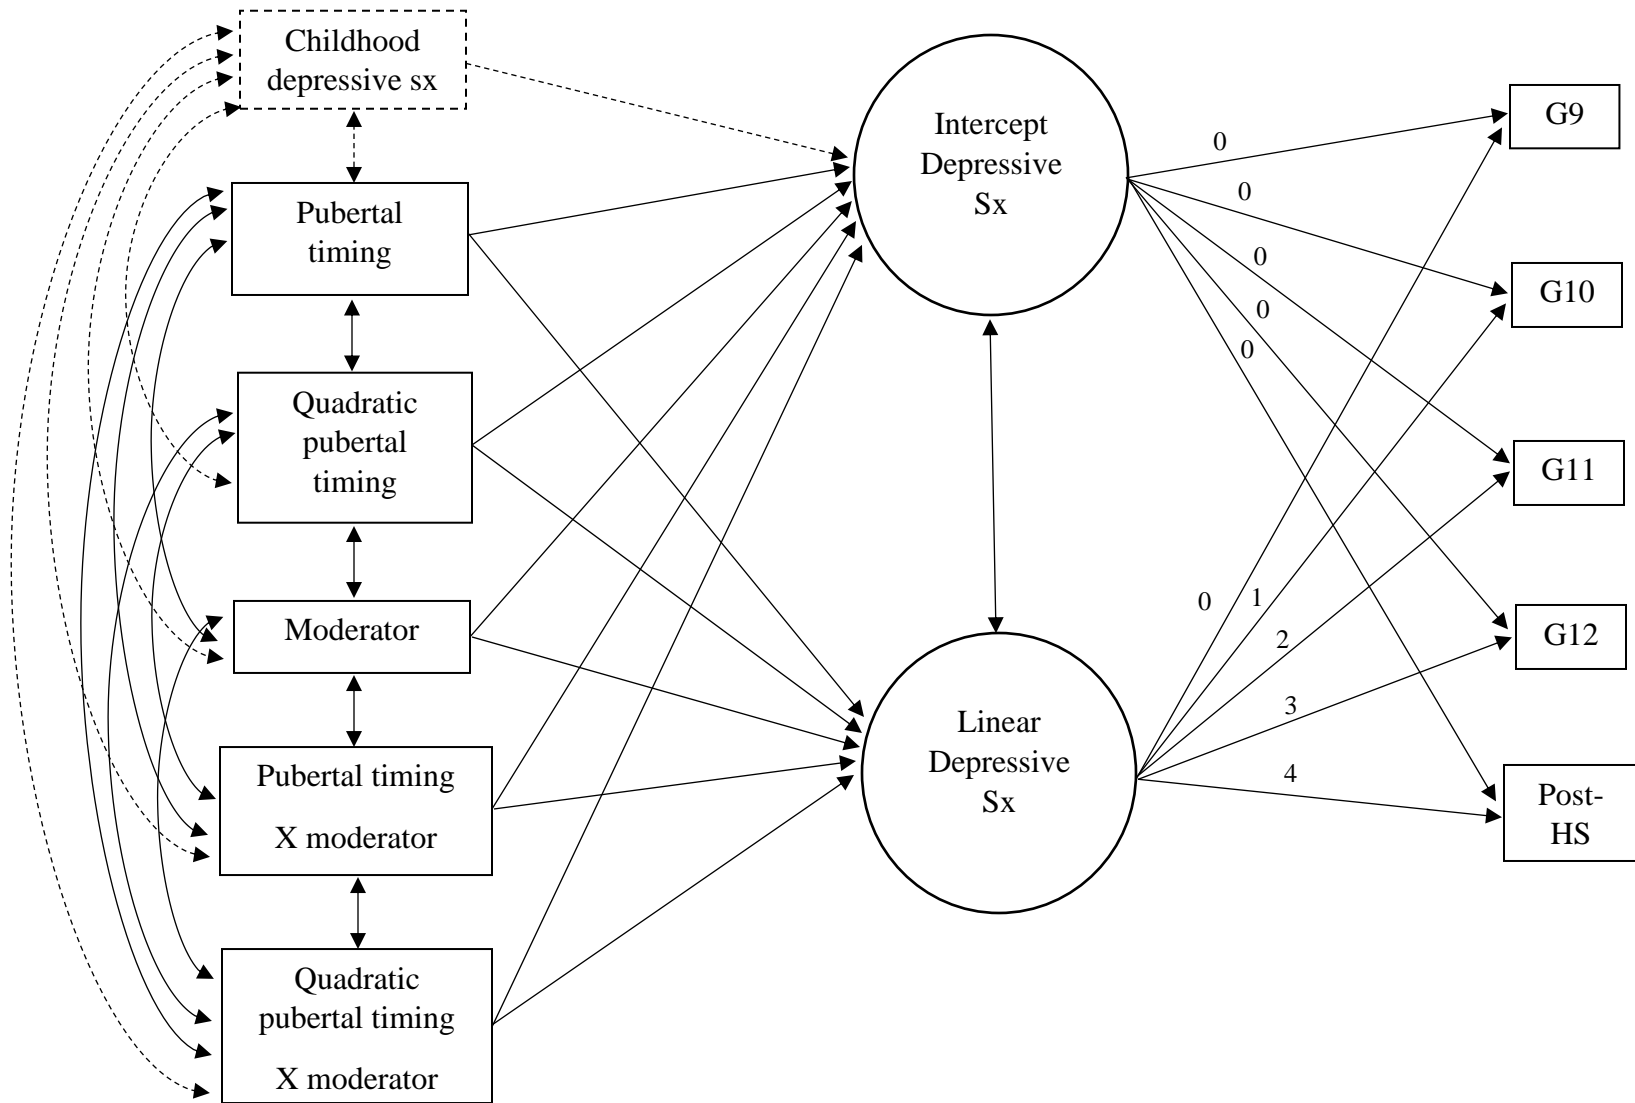 Childhood
depressive sx
Pubertal
timing
Quadratic
pubertal
timing
Moderator
Pubertal timing
X moderator
Quadratic
pubertal timing
X moderator
Intercept
Depressive
Sx
Linear
Depressive
Sx
0
0
0
0
0
0
1
2
3
4
G9
G10
G11
G12
Post-
HS